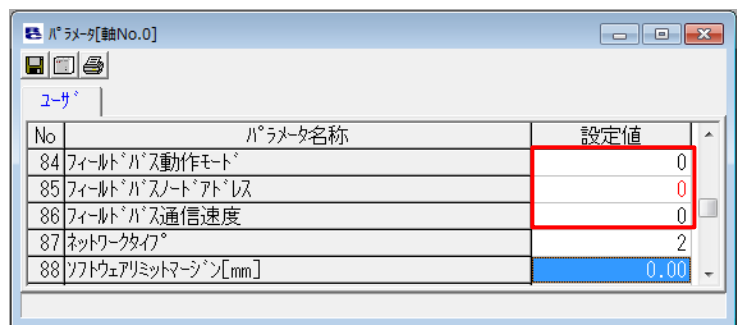 ﾊﾟﾗﾒｰﾀ[軸No.0]
ﾕｰｻﾞ
No ﾊﾟﾗﾒｰﾀ名称 設定値
84 ﾌｨｰﾙﾄﾞﾊﾞｽ動作ﾓｰﾄﾞ 0
85 ﾌｨｰﾙﾄﾞﾊﾞｽﾉｰﾄﾞｱﾄﾞﾚｽ 0
86 ﾌｨｰﾙﾄﾞﾊﾞｽ通信速度 0
87 ﾈｯﾄﾜｰｸﾀｲﾌﾟ 2
88 ｿﾌﾄｳｪｱﾘﾐｯﾄﾏｰｼﾞﾝ[mm] 0.00